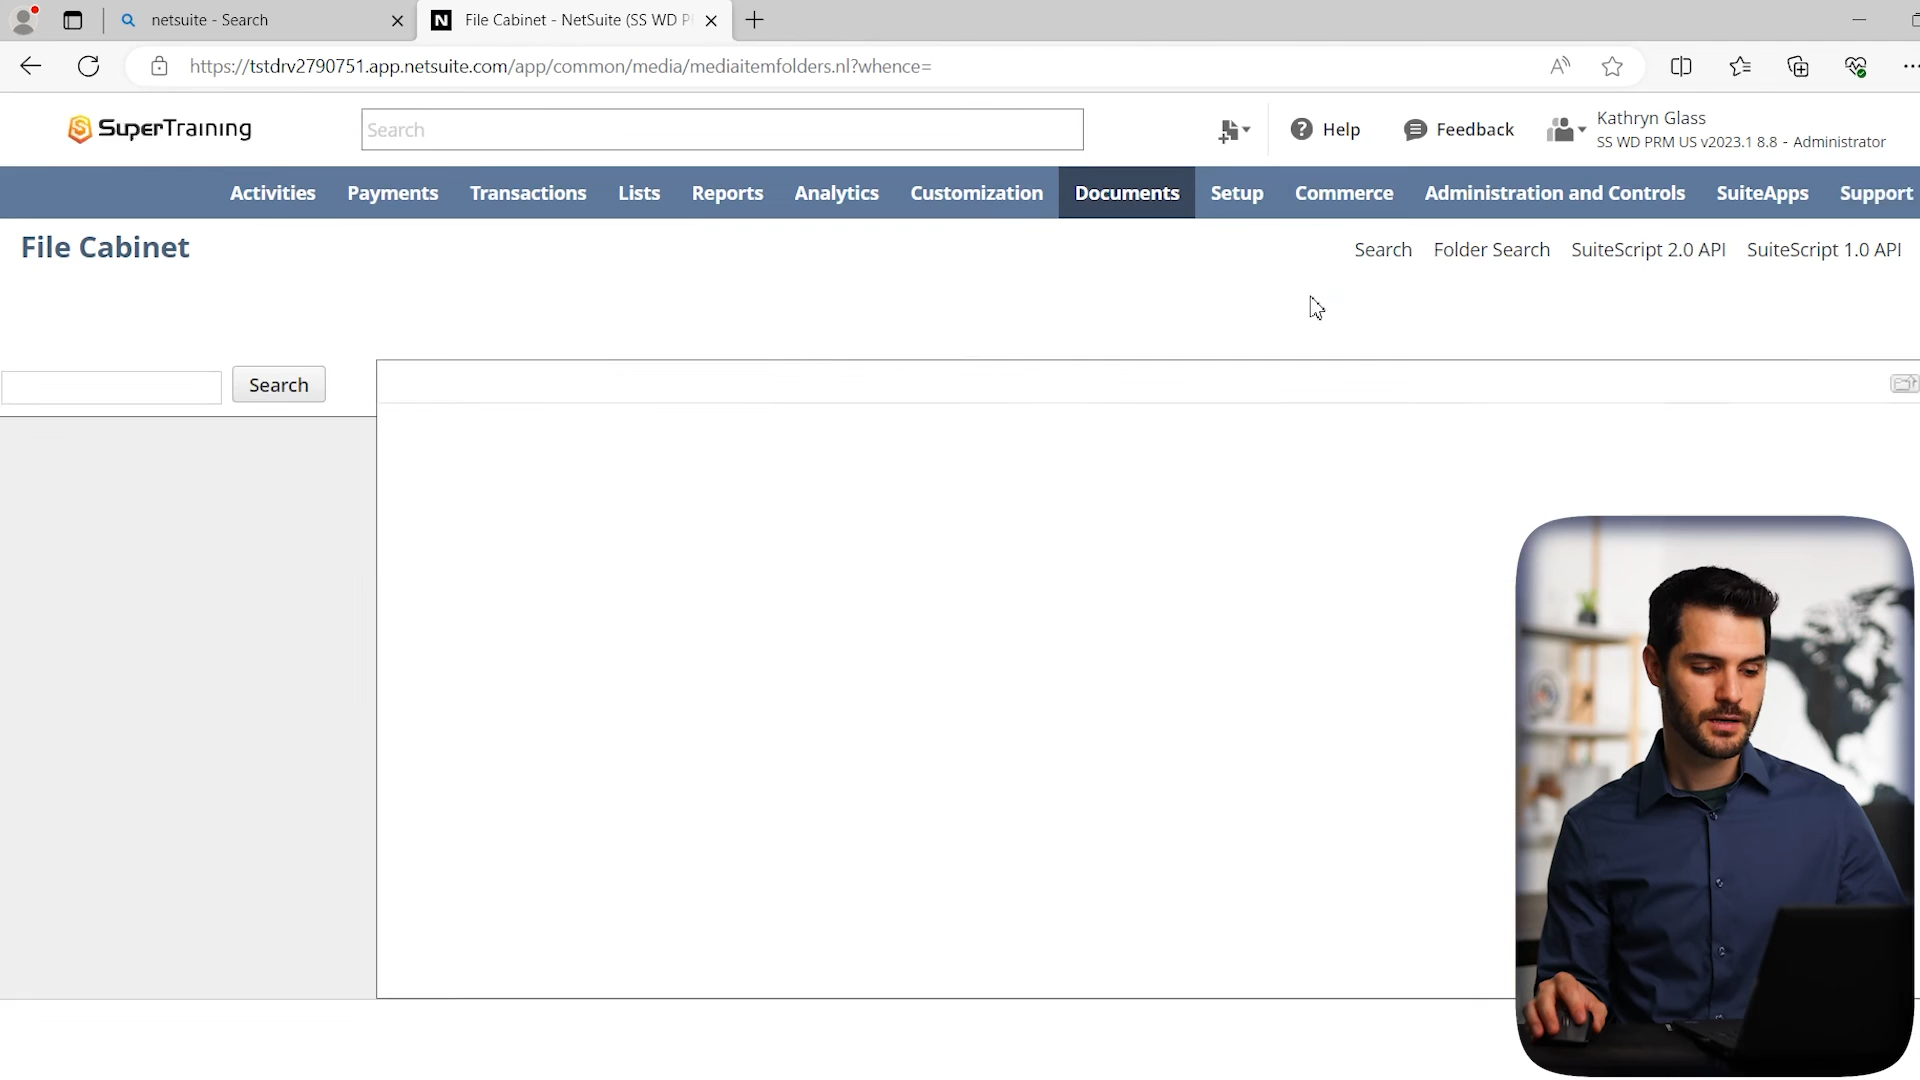 netsuite - Search
File Cabinet - NetSuite (SS WD P
https://tstdrv2790751.app.netsuite.com/app/common/media/mediaitemfolders.nl?whence=
SuperTraining
Search
Help
Feedback
Kathryn Glass
SS WD PRM US v2023.1 8.8 - Administrator
Activities
Payments
Transactions
Lists
Reports
Analytics
Customization
Documents
Setup
Commerce
Administration and Controls
SuiteApps
Support
File Cabinet
Search
Folder Search
SuiteScript 2.0 API
SuiteScript 1.0 API
Search